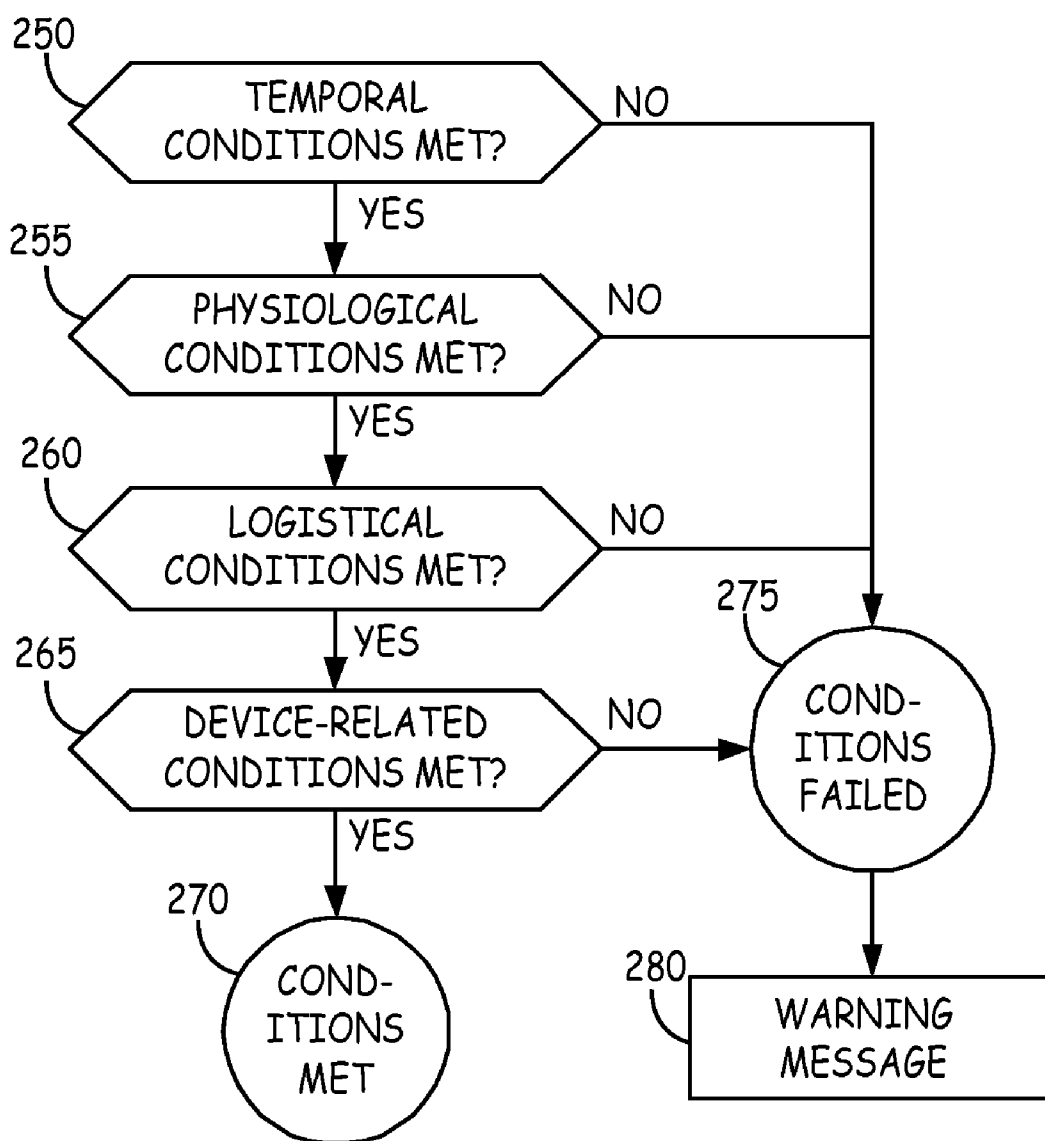 250
TEMPORAL
CONDITIONS MET?
NO
YES
255
PHYSIOLOGICAL
CONDITIONS MET?
NO
YES
260
LOGISTICAL
CONDITIONS MET?
NO
YES
275
265
DEVICE-RELATED
CONDITIONS MET?
NO
COND-
ITIONS
FAILED
YES
270
COND-
ITIONS
MET
280
WARNING
MESSAGE